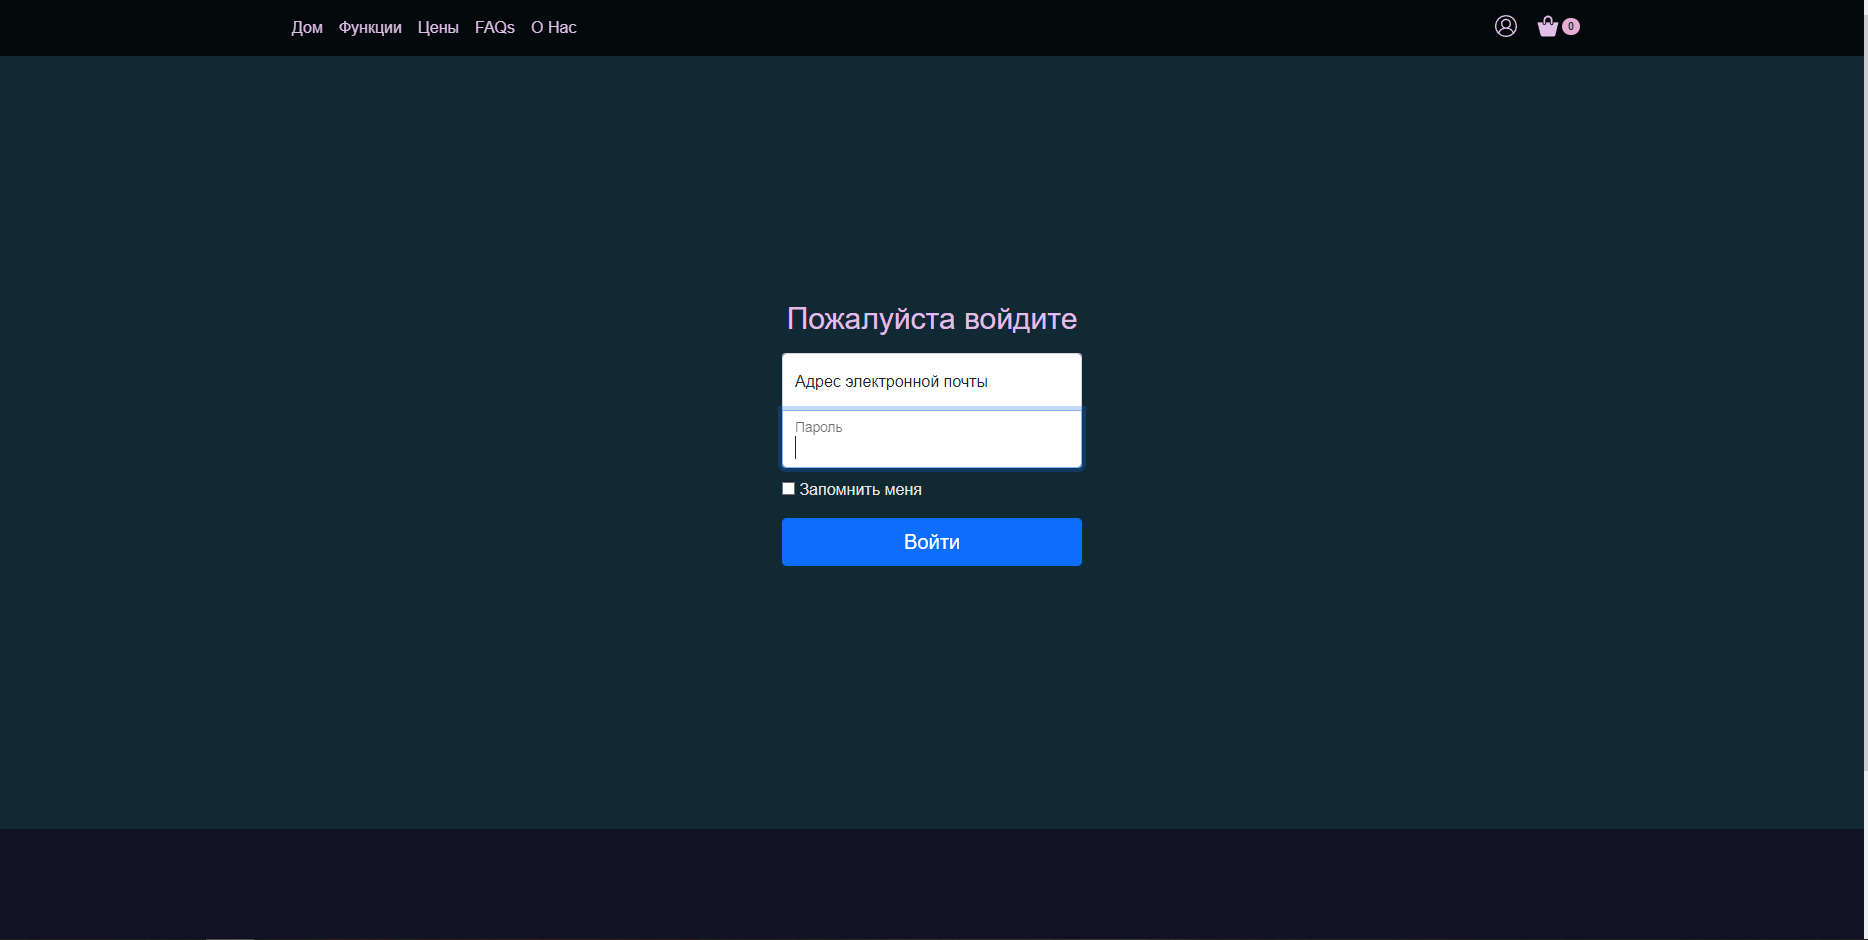 Дом Функции Цены FAQs О Нас 0
Пожалуйста войдите
Адрес электронной почты
Пароль
Запомнить меня
Войти